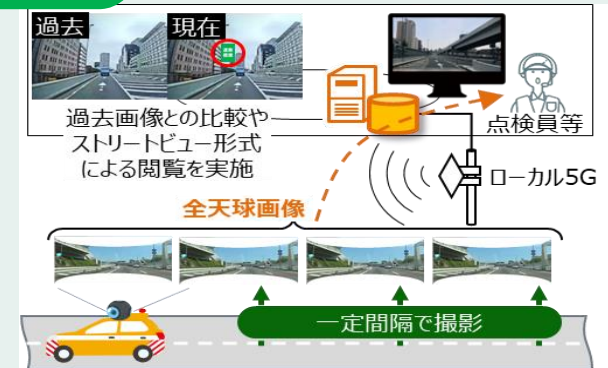 過去
現在
過去画像との比較や
ストリートビュー形式
による閲覧を実施
点検員等
ローカル5G
全天球画像
一定間隔で撮影